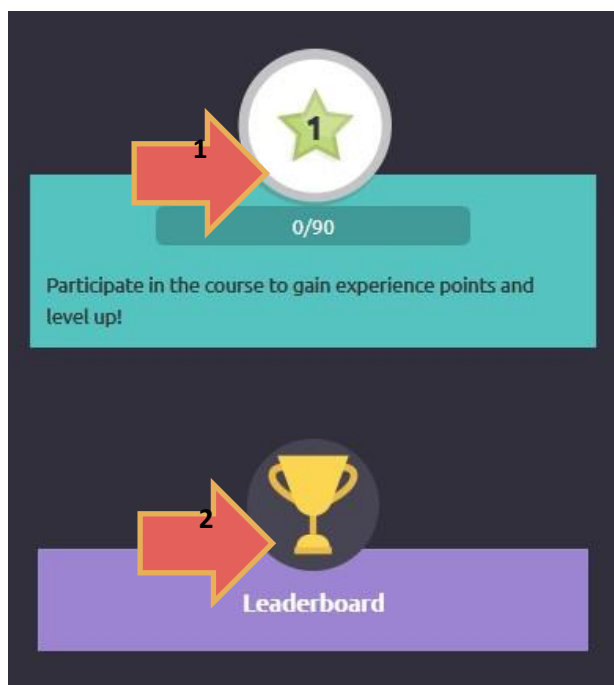 1
1
0/90
Participate in the course to gain experience points and
level up!
2
Leaderboard